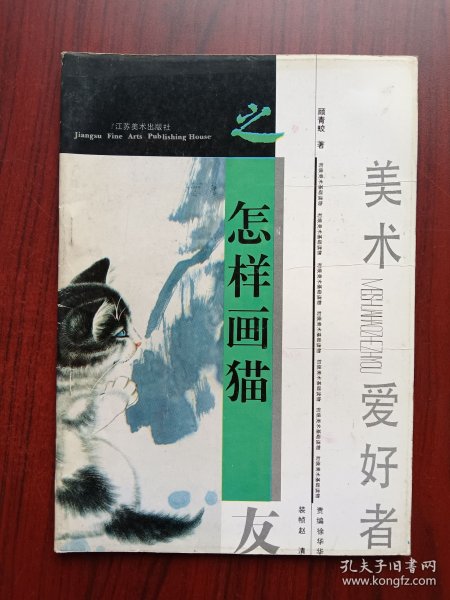 江苏美术出版社
Jiangsu Fine Arts Publishing House
之
顾青蛟 著
美术
爱好者
MEISHUAIHAOZHEZHIYOU
怎样画猫
友
责编徐华华
装帧赵清
孔夫子旧书网
book.kongfz.com